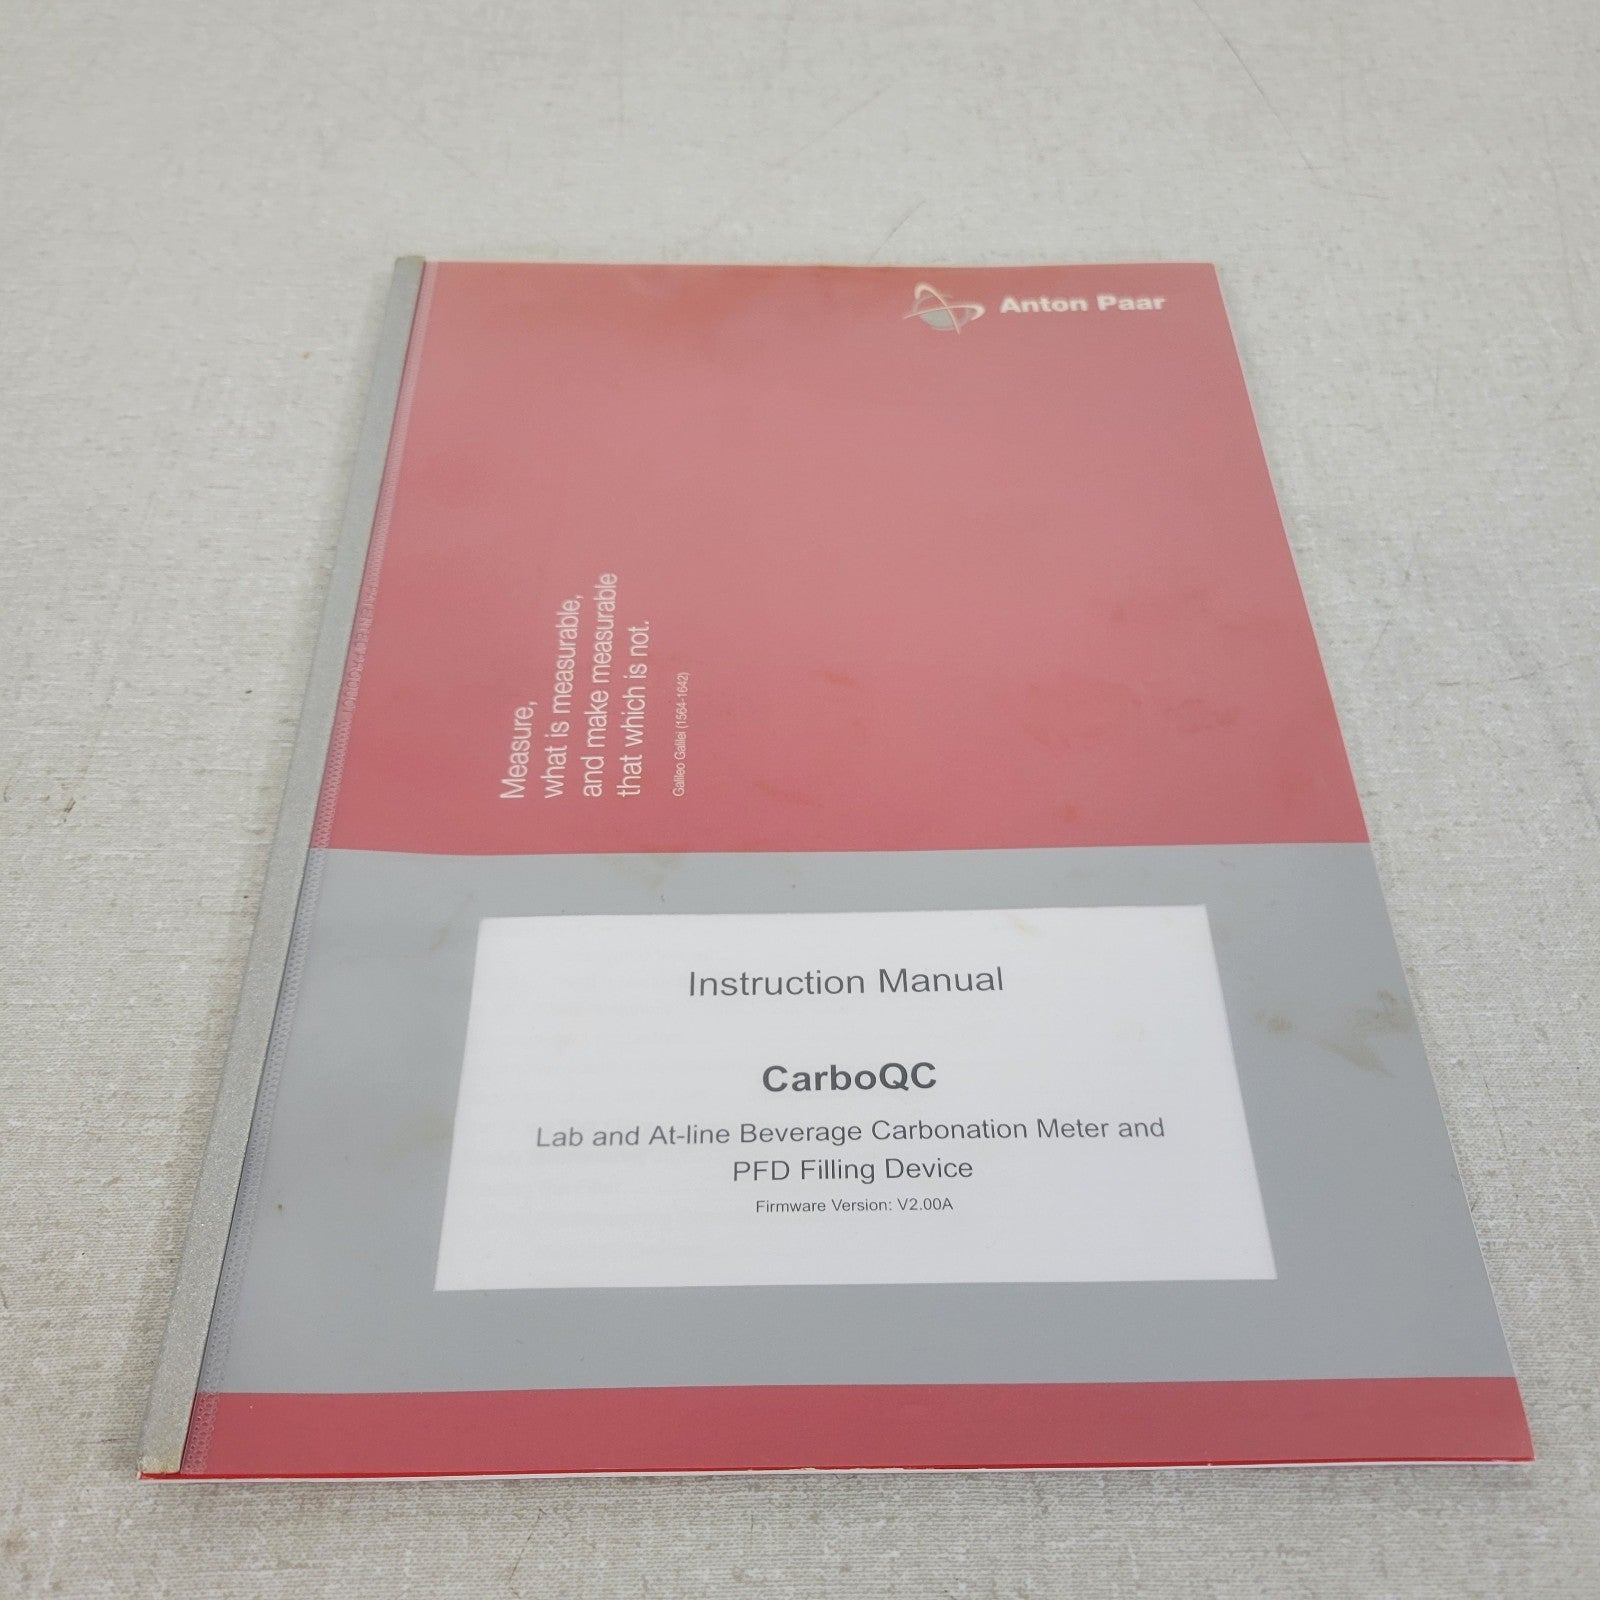 Anton Paar
Measure,
what is measurable,
and make measurable
that which is not.
Galileo Galilei (1564-1642)
Instruction Manual
CarboQC
Lab and At-line Beverage Carbonation Meter and
PFD Filling Device
Firmware Version: V2.00A